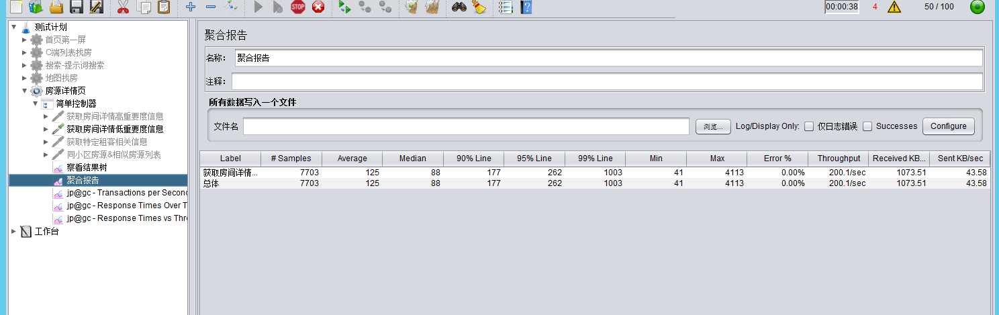 STOP
00:00:38 4 50 / 100
测试计划
首页第一屏
C端列表找房
搜索-提示词搜索
地图找房
房源详情页
简单控制器
获取房间详情高重要度信息
获取房间详情低重要度信息
获取特定租客相关信息
同小区房源&相似房源列表
察看结果树
聚合报告
jp@gc - Transactions per Second
jp@gc - Response Times Over T
jp@gc - Response Times vs Thre
工作台
聚合报告
名称： 聚合报告
注释：
所有数据写入一个文件
文件名 浏览... Log/Display Only: 仅日志错误 Successes Configure
Label # Samples Average Median 90% Line 95% Line 99% Line Min Max Error % Throughput Received KB... Sent KB/sec
获取房间详情... 7703 125 88 177 262 1003 41 4113 0.00% 200.1/sec 1073.51 43.58
总体 7703 125 88 177 262 1003 41 4113 0.00% 200.1/sec 1073.51 43.58